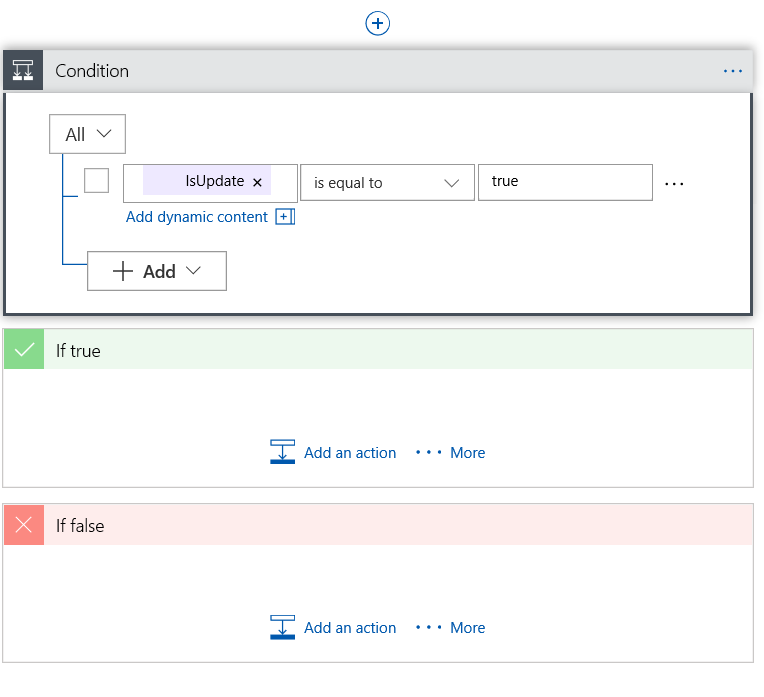 Condition
All
IsUpdate × is equal to true
Add dynamic content
Add
If true
Add an action More
If false
Add an action More